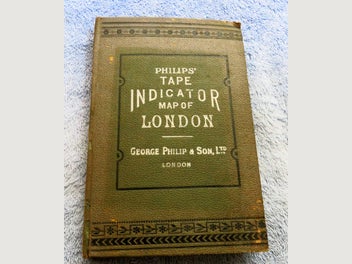 PHILIPS'
TAPE
INDICATOR
MAP OF
LONDON
GEORGE PHILIP & SON, LTD
LONDON